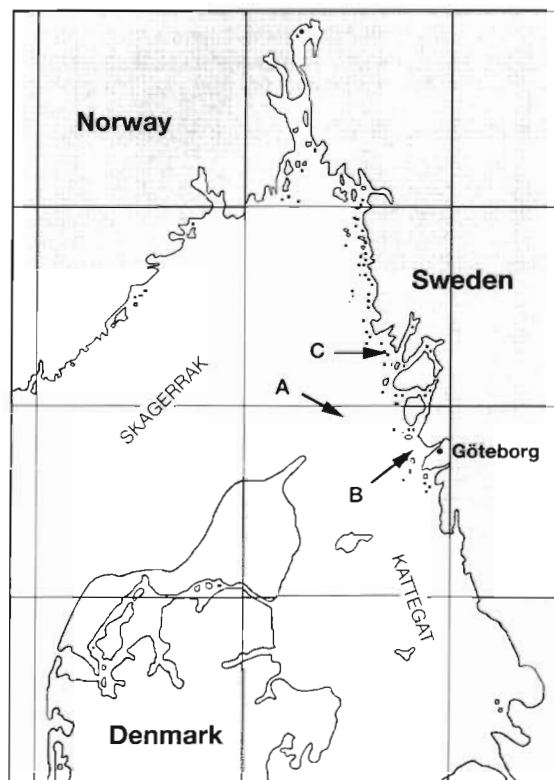 Norway
Sweden
C
A
SKAGERRAK
Göteborg
B
KATTEGAT
Denmark